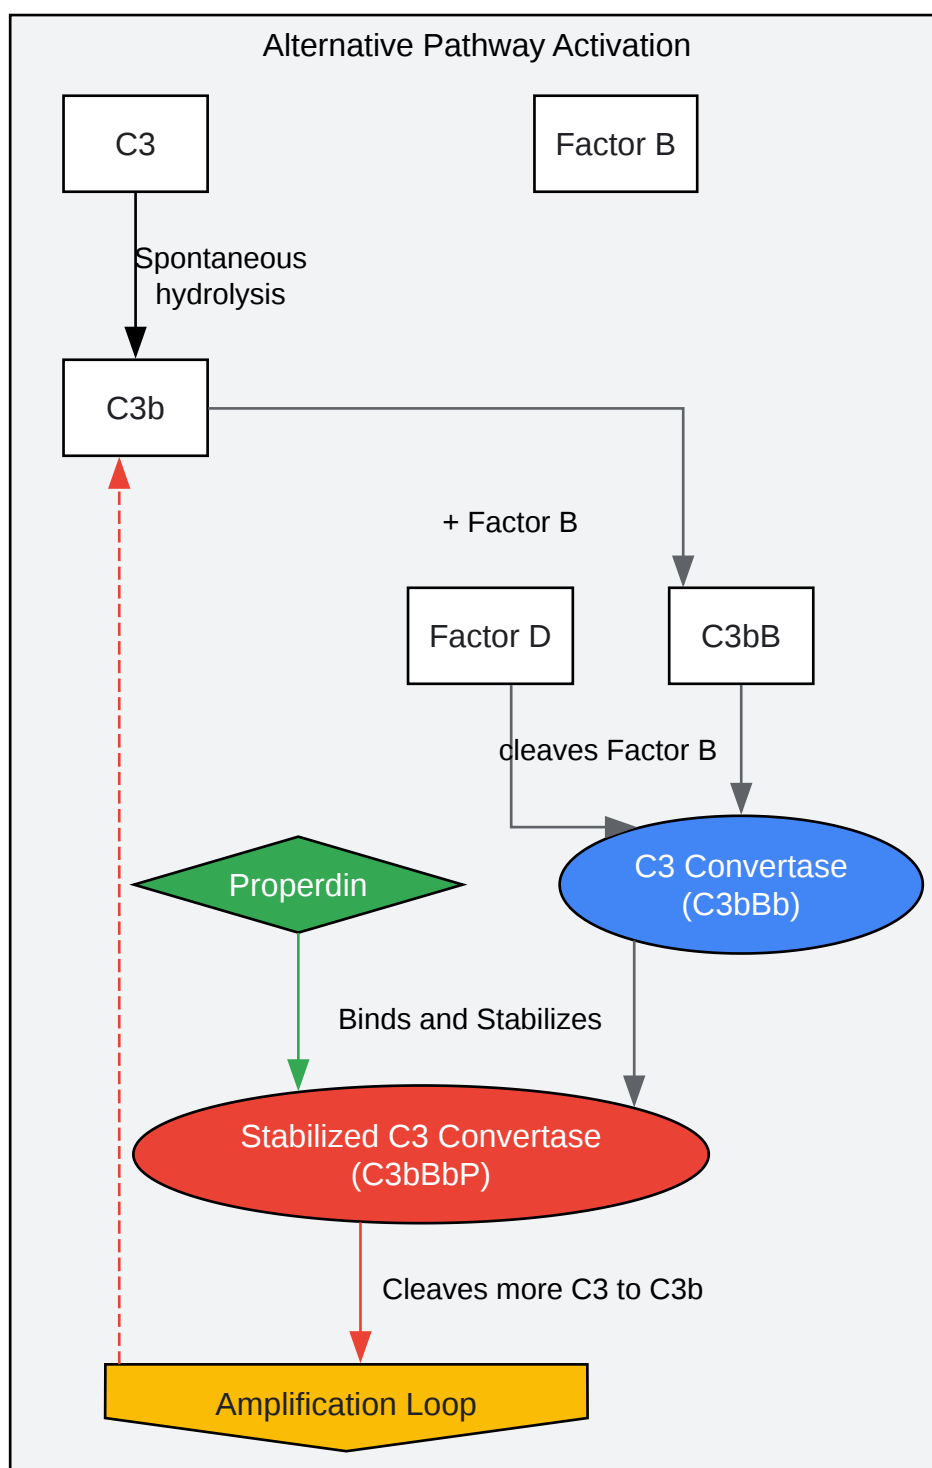 Alternative Pathway Activation
C3
Factor B
Spontaneous
hydrolysis
C3b
+ Factor B
Factor D
C3bB
cleaves Factor B
Properdin
C3 Convertase
(C3bBb)
Binds and Stabilizes
Stabilized C3 Convertase
(C3bBbP)
Cleaves more C3 to C3b
Amplification Loop